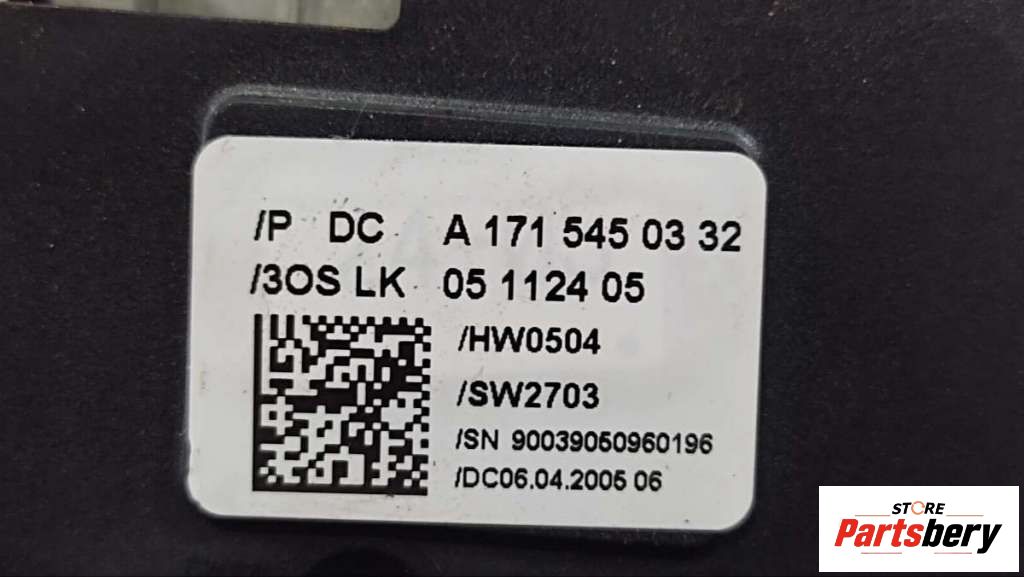 /P DC A 171 545 03 32
/3OS LK 05 1124 05
/HW0504
/SW2703
/SN 90039050960196
/DC06.04.2005 06
STORE
Partsbery